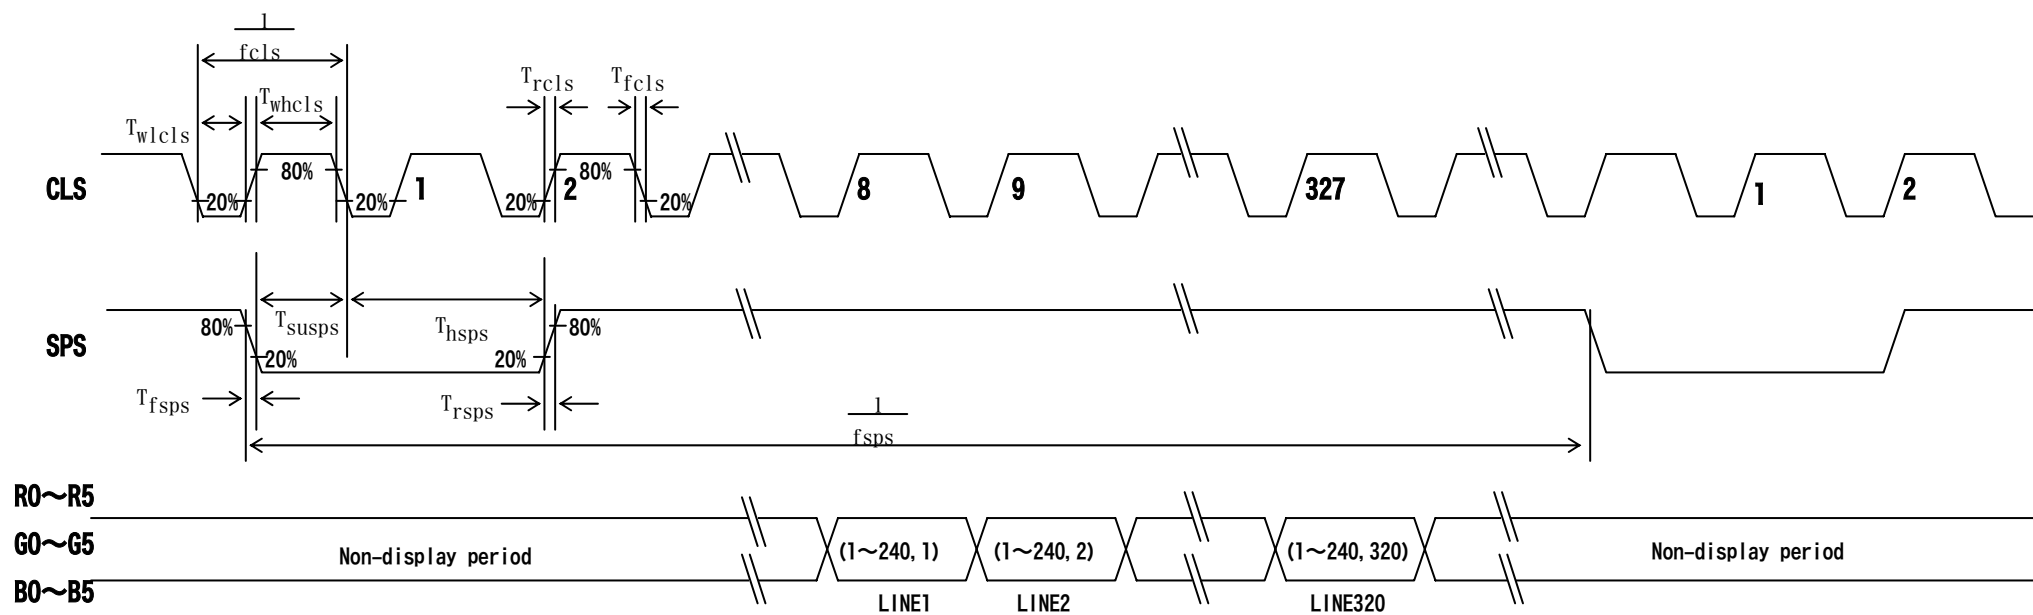 1
fcls
Trcls
Tfcls
Twhcls
Twlcls
CLS
20%
80%
20%
1
20%
2
80%
20%
8
9
327
1
2
SPS
80%
Tsusps
20%
Thsps
20%
80%
Tfsps
Trsps
1
fsps
R0～R5
G0～G5
B0～B5
Non-display period
(1～240, 1)
(1～240, 2)
(1～240, 320)
Non-display period
LINE1
LINE2
LINE320